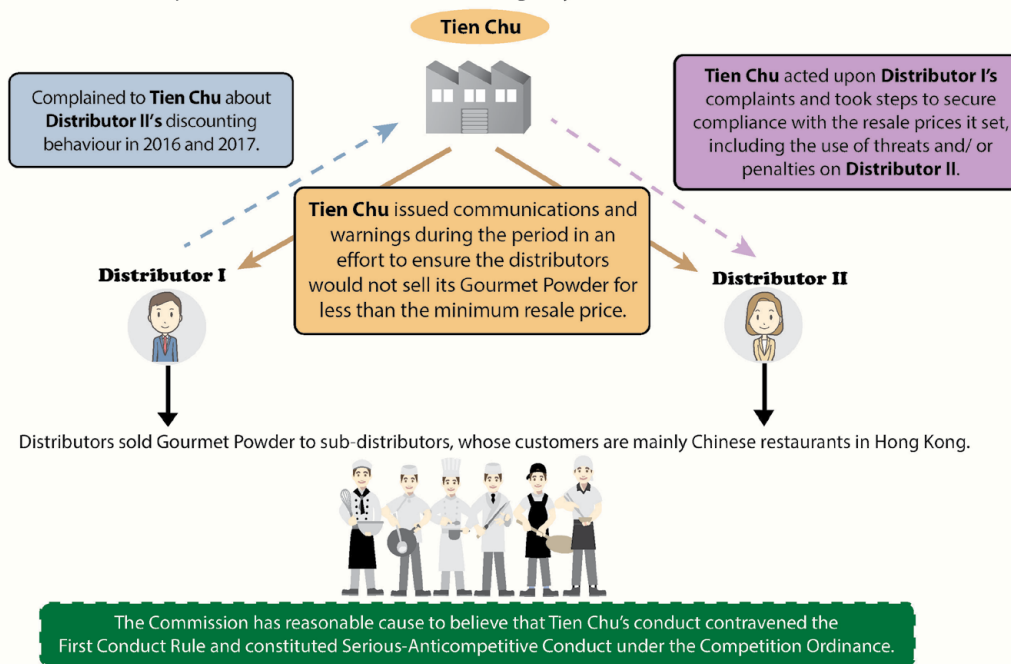 Tien Chu
Complained to Tien Chu about
Distributor II's discounting
behaviour in 2016 and 2017.
Tien Chu acted upon Distributor I's
complaints and took steps to secure
compliance with the resale prices it set,
including the use of threats and/ or
penalties on Distributor II.
Tien Chu issued communications and
warnings during the period in an
effort to ensure the distributors
would not sell its Gourmet Powder for
less than the minimum resale price.
Distributor I
Distributor II
Distributors sold Gourmet Powder to sub-distributors, whose customers are mainly Chinese restaurants in Hong Kong.
The Commission has reasonable cause to believe that Tien Chu's conduct contravened the
First Conduct Rule and constituted Serious-Anticompetitive Conduct under the Competition Ordinance.